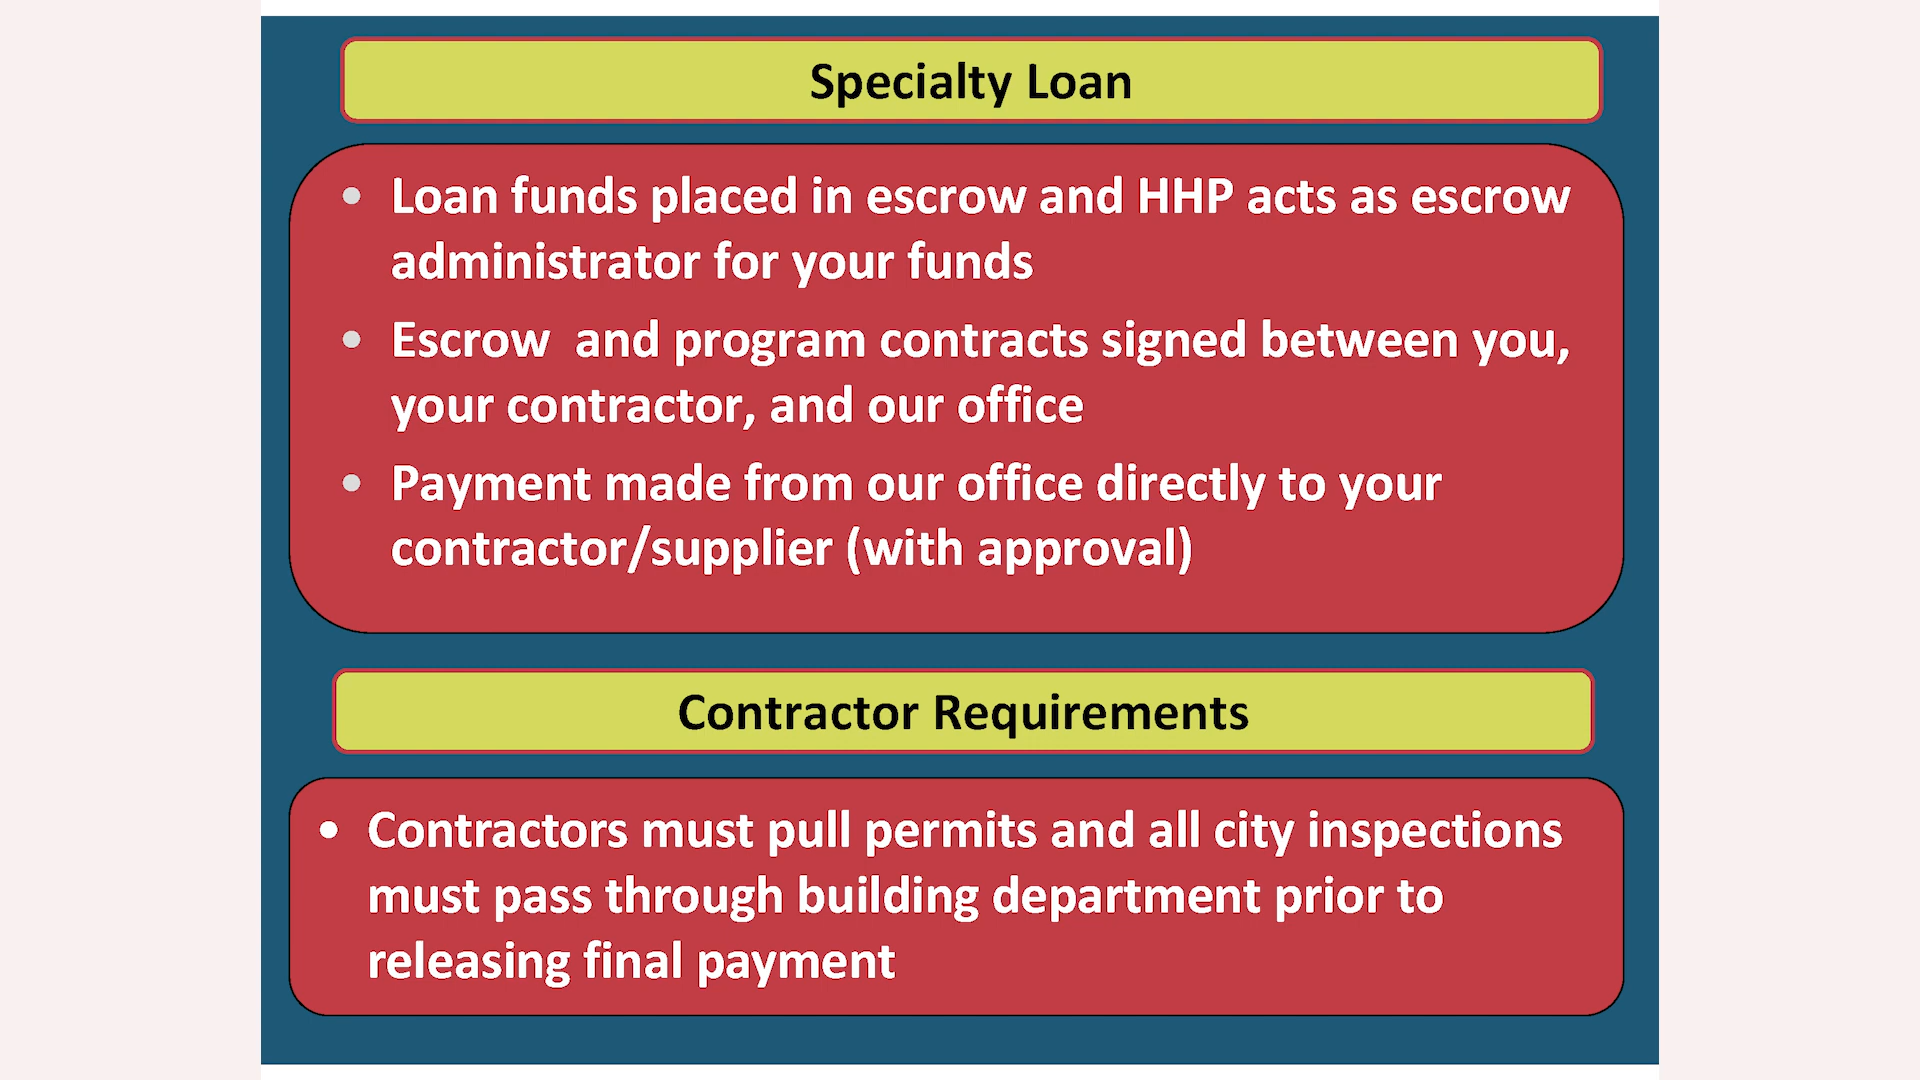 Specialty Loan
• Loan funds placed in escrow and HHP acts as escrow
administrator for your funds
• Escrow  and program contracts signed between you,
your contractor, and our office
• Payment made from our office directly to your
contractor/supplier (with approval)
Contractor Requirements
• Contractors must pull permits and all city inspections
must pass through building department prior to
releasing final payment